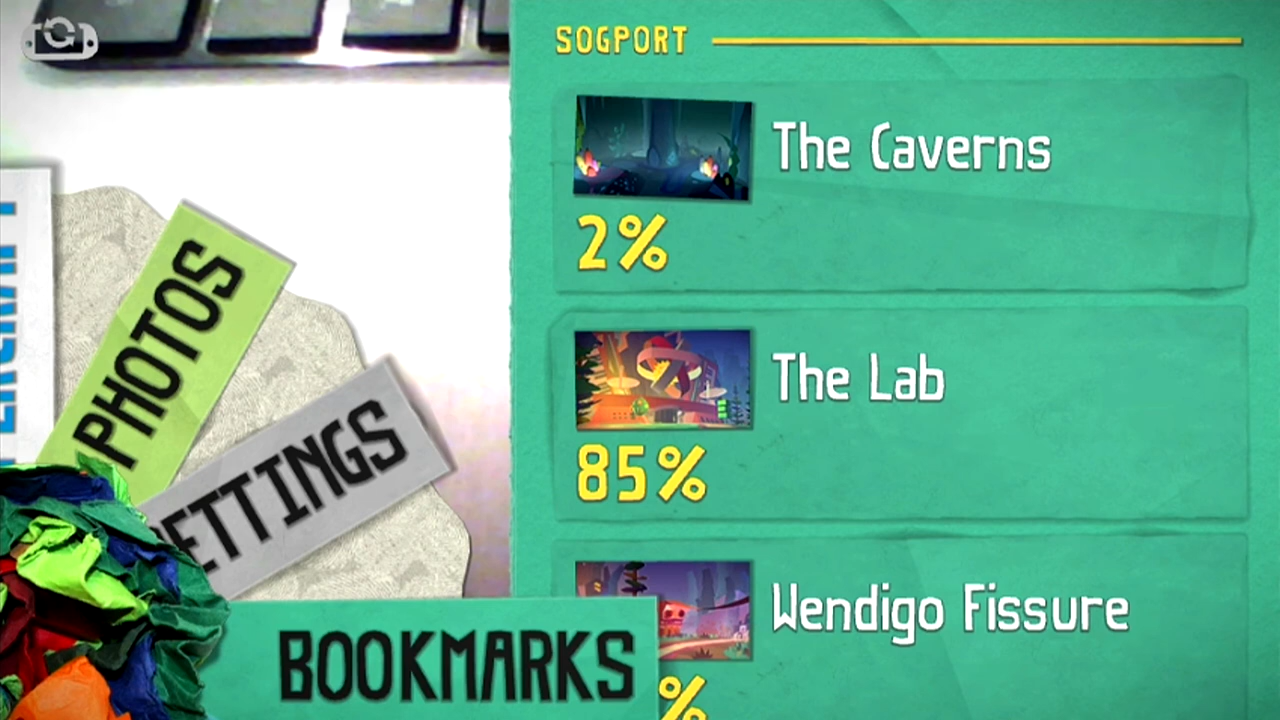 SOGPORT
The Caverns
2%
The Lab
85%
Wendigo Fissure
%
PHOTOS
ETTINGS
BOOKMARKS